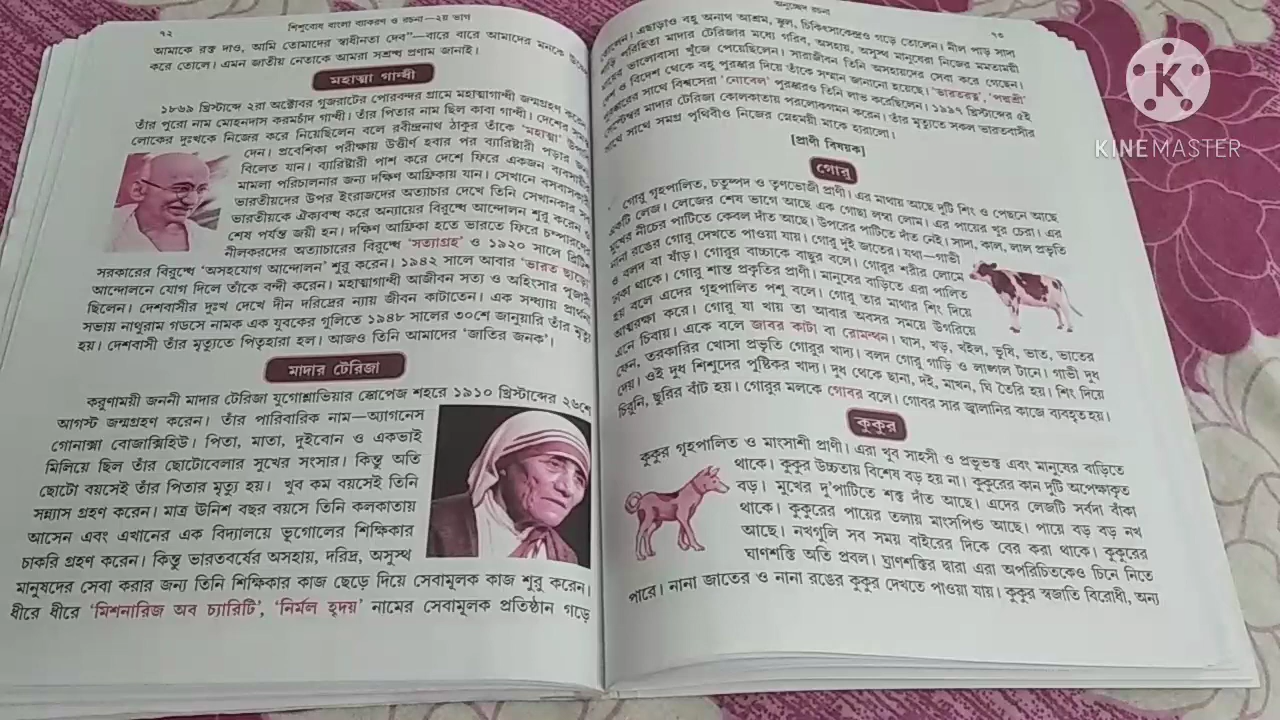 ৭২
শিশুবোধ বাংলা ব্যাকরণ ও রচনা—২য় ভাগ
আমাকে রক্ত দাও, আমি তোমাদের স্বাধীনতা দেব”—বারে বারে আমাদের মনকে
করে তোলে। এমন জাতীয় নেতাকে আমরা সশ্রদ্ধ প্রণাম জানাই।
মহাত্মা গান্ধী
১৮৬৯ খ্রিস্টাব্দে ২রা অক্টোবর গুজরাটের পোরবন্দর গ্রামে মহাত্মাগান্ধী জন্মগ্রহণ
তাঁর পুরো নাম মোহনদাস করমচাঁদ গান্ধী। তাঁর পিতার নাম ছিল কাবা গান্ধী। দেশের
লোকের দুঃখকে নিজের করে নিয়েছিলেন বলে রবীন্দ্রনাথ ঠাকুর তাঁকে ‘মহাত্মা’
দেন। প্রবেশিকা পরীক্ষায় উত্তীর্ণ হবার পর ব্যারিষ্টারী পড়ার
বিলেত যান। ব্যারিষ্টারী পাশ করে দেশে ফিরে একজন
মামলা পরিচালনার জন্য দক্ষিণ আফ্রিকায় যান। সেখানে
ভারতীয়দের উপর ইংরাজদের অত্যাচার দেখে তিনি সেখানকার
ভারতীয়কে ঐক্যবদ্ধ করে অন্যায়ের বিরুদ্ধে আন্দোলন শুরু করেন
শেষ পর্যন্ত জয়ী হন। দক্ষিণ আফ্রিকা হতে ভারতে ফিরে
নীলকরদের অত্যাচারের বিরুদ্ধে ‘সত্যাগ্রহ’ ও ১৯২০ সালে
সরকারের বিরুদ্ধে ‘অসহযোগ আন্দোলন’ শুরু করেন। ১৯৪২ সালে আবার ‘ভারত ছাড়ো’
আন্দোলনে যোগ দিলে তাঁকে বন্দী করেন। মহাত্মাগান্ধী আজীবন সত্য ও অহিংসার পূজারী
ছিলেন। দেশবাসীর দুঃখ দেখে দীন দরিদ্রের ন্যায় জীবন কাটাতেন। এক সন্ধ্যায়
সভায় নাথুরাম গডসে নামক এক যুবকের গুলিতে ১৯৪৮ সালের ৩০শে জানুয়ারি তাঁর মৃত্যু
হয়। দেশবাসী তাঁর মৃত্যুতে পিতৃহারা হল। আজও তিনি আমাদের ‘জাতির জনক’।
মাদার টেরিজা
করুণাময়ী জননী মাদার টেরিজা যুগোশ্লাভিয়ার স্কোপেজ শহরে ১৯১০ খ্রিস্টাব্দের ২৬শে
আগস্ট জন্মগ্রহণ করেন। তাঁর পারিবারিক নাম—অ্যাগনেস
গোনাক্সা বোজাক্সিহিউ। পিতা, মাতা, দুইবোন ও একভাই
মিলিয়ে ছিল তাঁর ছোটোবেলার সুখের সংসার। কিন্তু অতি
ছোটো বয়সেই তাঁর পিতার মৃত্যু হয়। খুব কম বয়সেই তিনি
সন্ন্যাস গ্রহণ করেন। মাত্র ঊনিশ বছর বয়সে তিনি কলকাতায়
আসেন এবং এখানের এক বিদ্যালয়ে ভূগোলের শিক্ষিকার
চাকরি গ্রহণ করেন। কিন্তু ভারতবর্ষের অসহায়, দরিদ্র, অসুস্থ
মানুষদের সেবা করার জন্য তিনি শিক্ষিকার কাজ ছেড়ে দিয়ে সেবামূলক কাজ শুরু করেন।
ধীরে ধীরে ‘মিশনারিজ অব চ্যারিটি’, ‘নির্মল হৃদয়’ নামের সেবামূলক প্রতিষ্ঠান গড়ে
অনুচ্ছেদ রচনা
তোলেন। এছাড়াও বহু অনাথ আশ্রম, স্কুল, চিকিৎসাকেন্দ্রও গড়ে তোলেন। নীল পাড় সাদা
পরিহিতা মাদার টেরিজার মধ্যে গরিব, অসহায়, অসুস্থ মানুষেরা নিজের মমতাময়ী
ভালোবাসা খুঁজে পেয়েছিলেন। সারাজীবন তিনি অসহায়দের সেবা করে গেছেন।
ও বিদেশ থেকে বহু পুরস্কার দিয়ে তাঁকে সম্মান জানানো হয়েছে। ‘ভারতরত্ন’, ‘পদ্মশ্রী’
সাথে বিশ্বসেরা ‘নোবেল’ পুরস্কারও তিনি লাভ করেছিলেন। ১৯৯৭ খ্রিস্টাব্দের ৫ই
মাদার টেরিজা কোলকাতায় পরলোকগমন করেন। তাঁর মৃত্যুতে সকল ভারতবাসীর
সাথে সাথে সমগ্র পৃথিবীও নিজের স্নেহময়ী মাকে হারালো।
[প্রাণী বিষয়ক]
গোরু
গোরু গৃহপালিত, চতুষ্পদ ও তৃণভোজী প্রাণী। এর মাথায় আছে দুটি শিং ও পেছনে আছে
একটি লেজ। লেজের শেষ ভাগে আছে এক গোছা লম্বা লোম। এর পায়ের খুর চেরা। এর
মুখের নীচের পাটিতে কেবল দাঁত আছে। উপরের পাটিতে দাঁত নেই। সাদা, কাল, লাল প্রভৃতি
নানা রঙের গোরু দেখতে পাওয়া যায়। গোরু দুই জাতের। যথা—গাভী
ও বলদ বা ষাঁড়। গোরুর বাচ্চাকে বাছুর বলে। গোরুর শরীর লোমে
ঢাকা থাকে। গোরু শান্ত প্রকৃতির প্রাণী। মানুষের বাড়িতে এরা পালিত
হয় বলে এদের গৃহপালিত পশু বলে। গোরু তার মাথার শিং দিয়ে
আত্মরক্ষা করে। গোরু যা খায় তা আবার অবসর সময়ে উগরিয়ে
এনে চিবায়। একে বলে জাবর কাটা বা রোমন্থন। ঘাস, খড়, খইল, ভুষি, ভাত, ভাতের
ফেন, তরকারির খোসা প্রভৃতি গোরুর খাদ্য। বলদ গোরু গাড়ি ও লাঙ্গল টানে। গাভী দুধ
দেয়। ওই দুধ শিশুদের পুষ্টিকর খাদ্য। দুধ থেকে ছানা, দই, মাখন, ঘি তৈরি হয়। শিং দিয়ে
চিরুনি, ছুরির বাঁট হয়। গোরুর মলকে গোবর বলে। গোবর সার জ্বালানির কাজে ব্যবহৃত হয়।
কুকুর
কুকুর গৃহপালিত ও মাংসাশী প্রাণী। এরা খুব সাহসী ও প্রভুভক্ত এবং মানুষের বাড়িতে
থাকে। কুকুর উচ্চতায় বিশেষ বড় হয় না। কুকুরের কান দুটি অপেক্ষাকৃত
বড়। মুখের দু’পাটিতে শক্ত দাঁত আছে। এদের লেজটি সর্বদা বাঁকা
থাকে। কুকুরের পায়ের তলায় মাংসপিণ্ড আছে। পায়ে বড় বড় নখ
আছে। নখগুলি সব সময় বাইরের দিকে বের করা থাকে। কুকুরের
ঘ্রাণশক্তি অতি প্রবল। ঘ্রাণশক্তির দ্বারা এরা অপরিচিতকেও চিনে নিতে
পারে। নানা জাতের ও নানা রঙের কুকুর দেখতে পাওয়া যায়। কুকুর স্বজাতি বিরোধী, অন্য
K
KINEMASTER